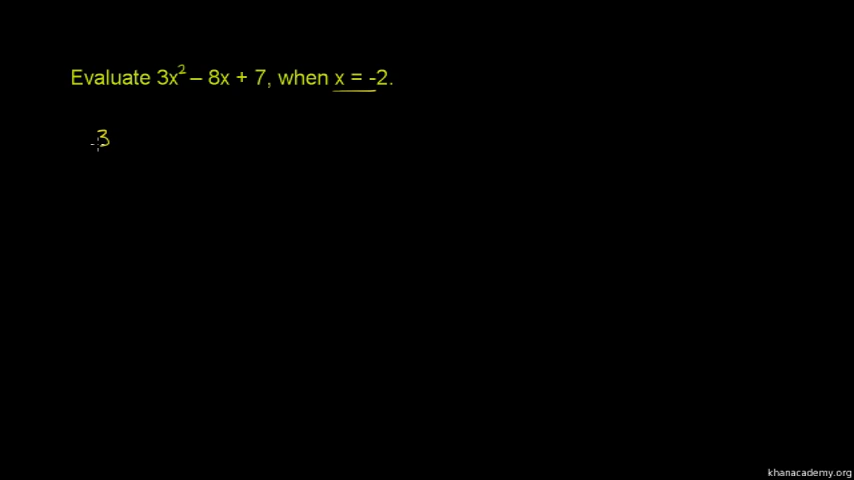 Evaluate 3x² – 8x + 7, when x = -2.
3
khanacademy.org